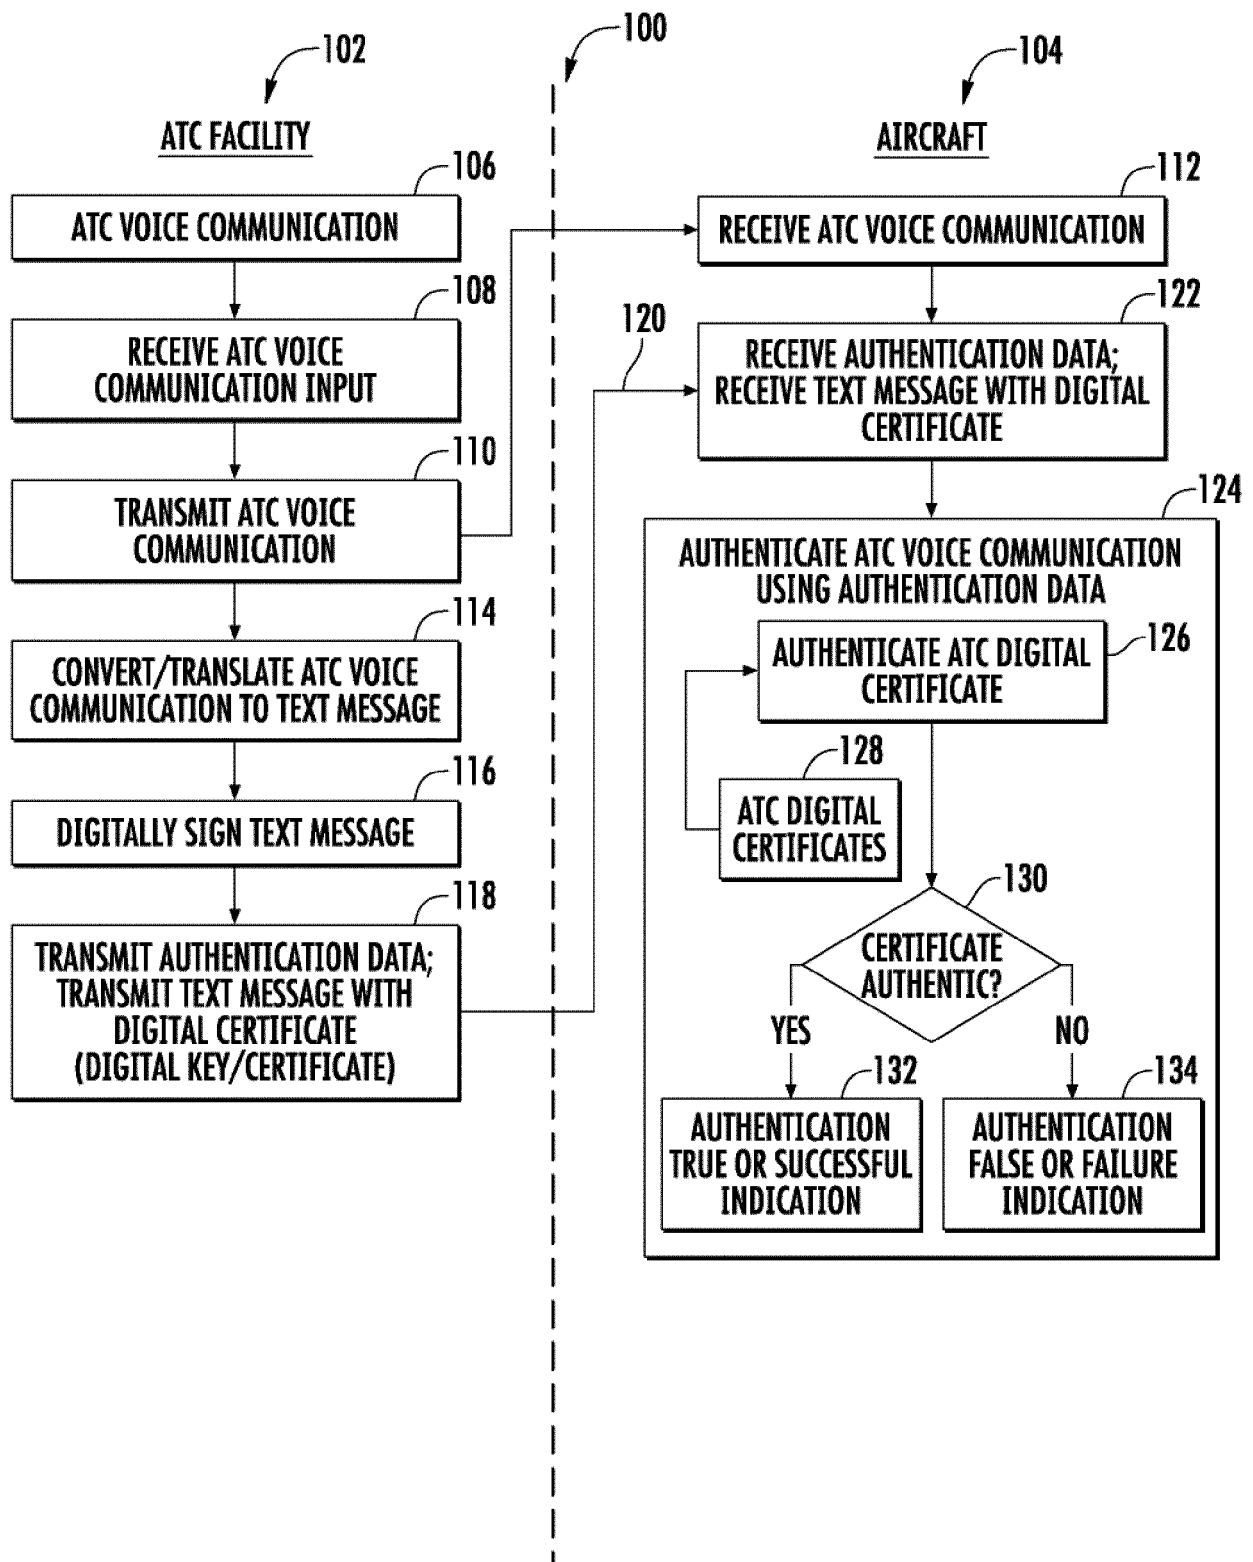 100
102
ATC FACILITY
106
ATC VOICE COMMUNICATION
108
RECEIVE ATC VOICE
COMMUNICATION INPUT
110
TRANSMIT ATC VOICE
COMMUNICATION
114
CONVERT/TRANSLATE ATC VOICE
COMMUNICATION TO TEXT MESSAGE
116
DIGITALLY SIGN TEXT MESSAGE
118
TRANSMIT AUTHENTICATION DATA;
TRANSMIT TEXT MESSAGE WITH
DIGITAL CERTIFICATE
(DIGITAL KEY/CERTIFICATE)
104
AIRCRAFT
112
RECEIVE ATC VOICE COMMUNICATION
120
122
RECEIVE AUTHENTICATION DATA;
RECEIVE TEXT MESSAGE WITH DIGITAL
CERTIFICATE
124
AUTHENTICATE ATC VOICE COMMUNICATION
USING AUTHENTICATION DATA
126
AUTHENTICATE ATC DIGITAL
CERTIFICATE
128
ATC DIGITAL
CERTIFICATES
130
CERTIFICATE
AUTHENTIC?
YES
NO
132
AUTHENTICATION
TRUE OR SUCCESSFUL
INDICATION
134
AUTHENTICATION
FALSE OR FAILURE
INDICATION